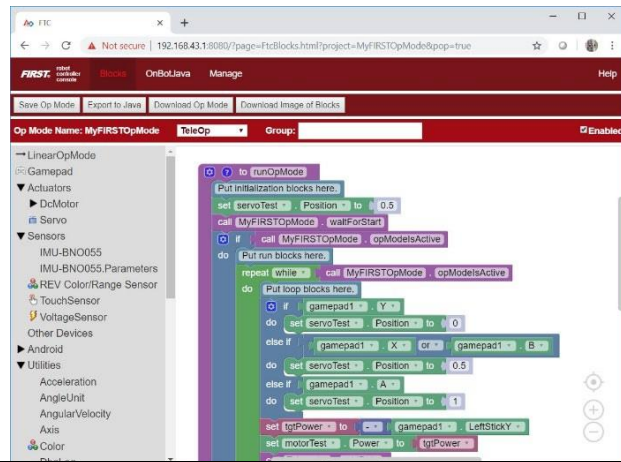 FTC
Not secure | 192.168.43.1:8080/?page=FtcBlocks.html?project=MyFIRSTOpMode&pop=true
FIRST. robot controller console Blocks OnBotJava Manage Help
Save Op Mode Export to Java Download Op Mode Download Image of Blocks
Op Mode Name: MyFIRSTOpMode TeleOp Group: Enabled
LinearOpMode
Gamepad
Actuators
DcMotor
Servo
Sensors
IMU-BNO055
IMU-BNO055.Parameters
REV Color/Range Sensor
TouchSensor
VoltageSensor
Other Devices
Android
Utilities
Acceleration
AngleUnit
AngularVelocity
Axis
Color
to runOpMode
Put initialization blocks here.
set servoTest . Position to 0.5
call MyFIRSTOpMode . waitForStart
if call MyFIRSTOpMode . opModeIsActive
do Put run blocks here.
repeat while call MyFIRSTOpMode . opModeIsActive
do Put loop blocks here.
if gamepad1 . Y
do set servoTest . Position to 0
else if gamepad1 . X or gamepad1 . B
do set servoTest . Position to 0.5
else if gamepad1 . A
do set servoTest . Position to 1
set tgtPower to - gamepad1 . LeftStickY
set motorTest . Power to tgtPower